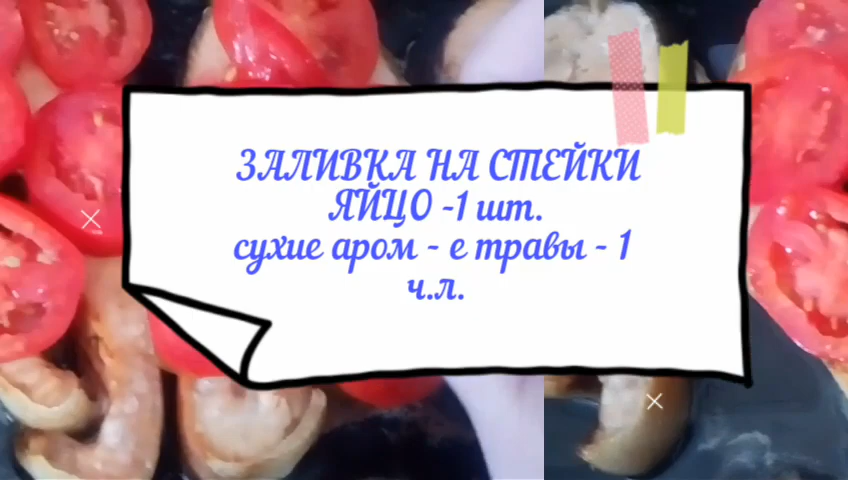 ЗАЛИВКА НА СТЕЙКИ
ЯЙЦО -1 шт.
сухие аром - е травы - 1
ч.л.